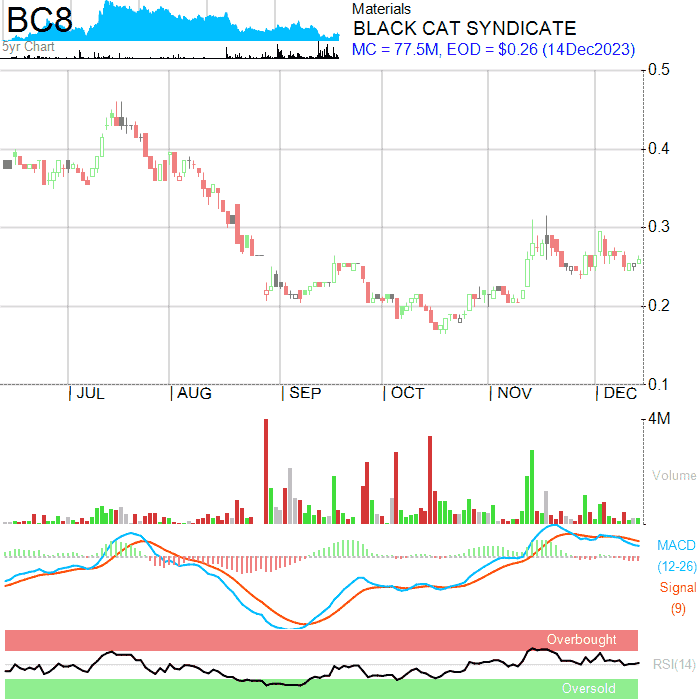 BC8
5yr Chart
Materials
BLACK CAT SYNDICATE
MC = 77.5M, EOD = $0.26 (14Dec2023)
0.5
0.4
0.3
0.2
0.1
| JUL | AUG | SEP | OCT | NOV | DEC
4M
Volume
MACD
(12-26)
Signal
(9)
Overbought
RSI(14)
Oversold